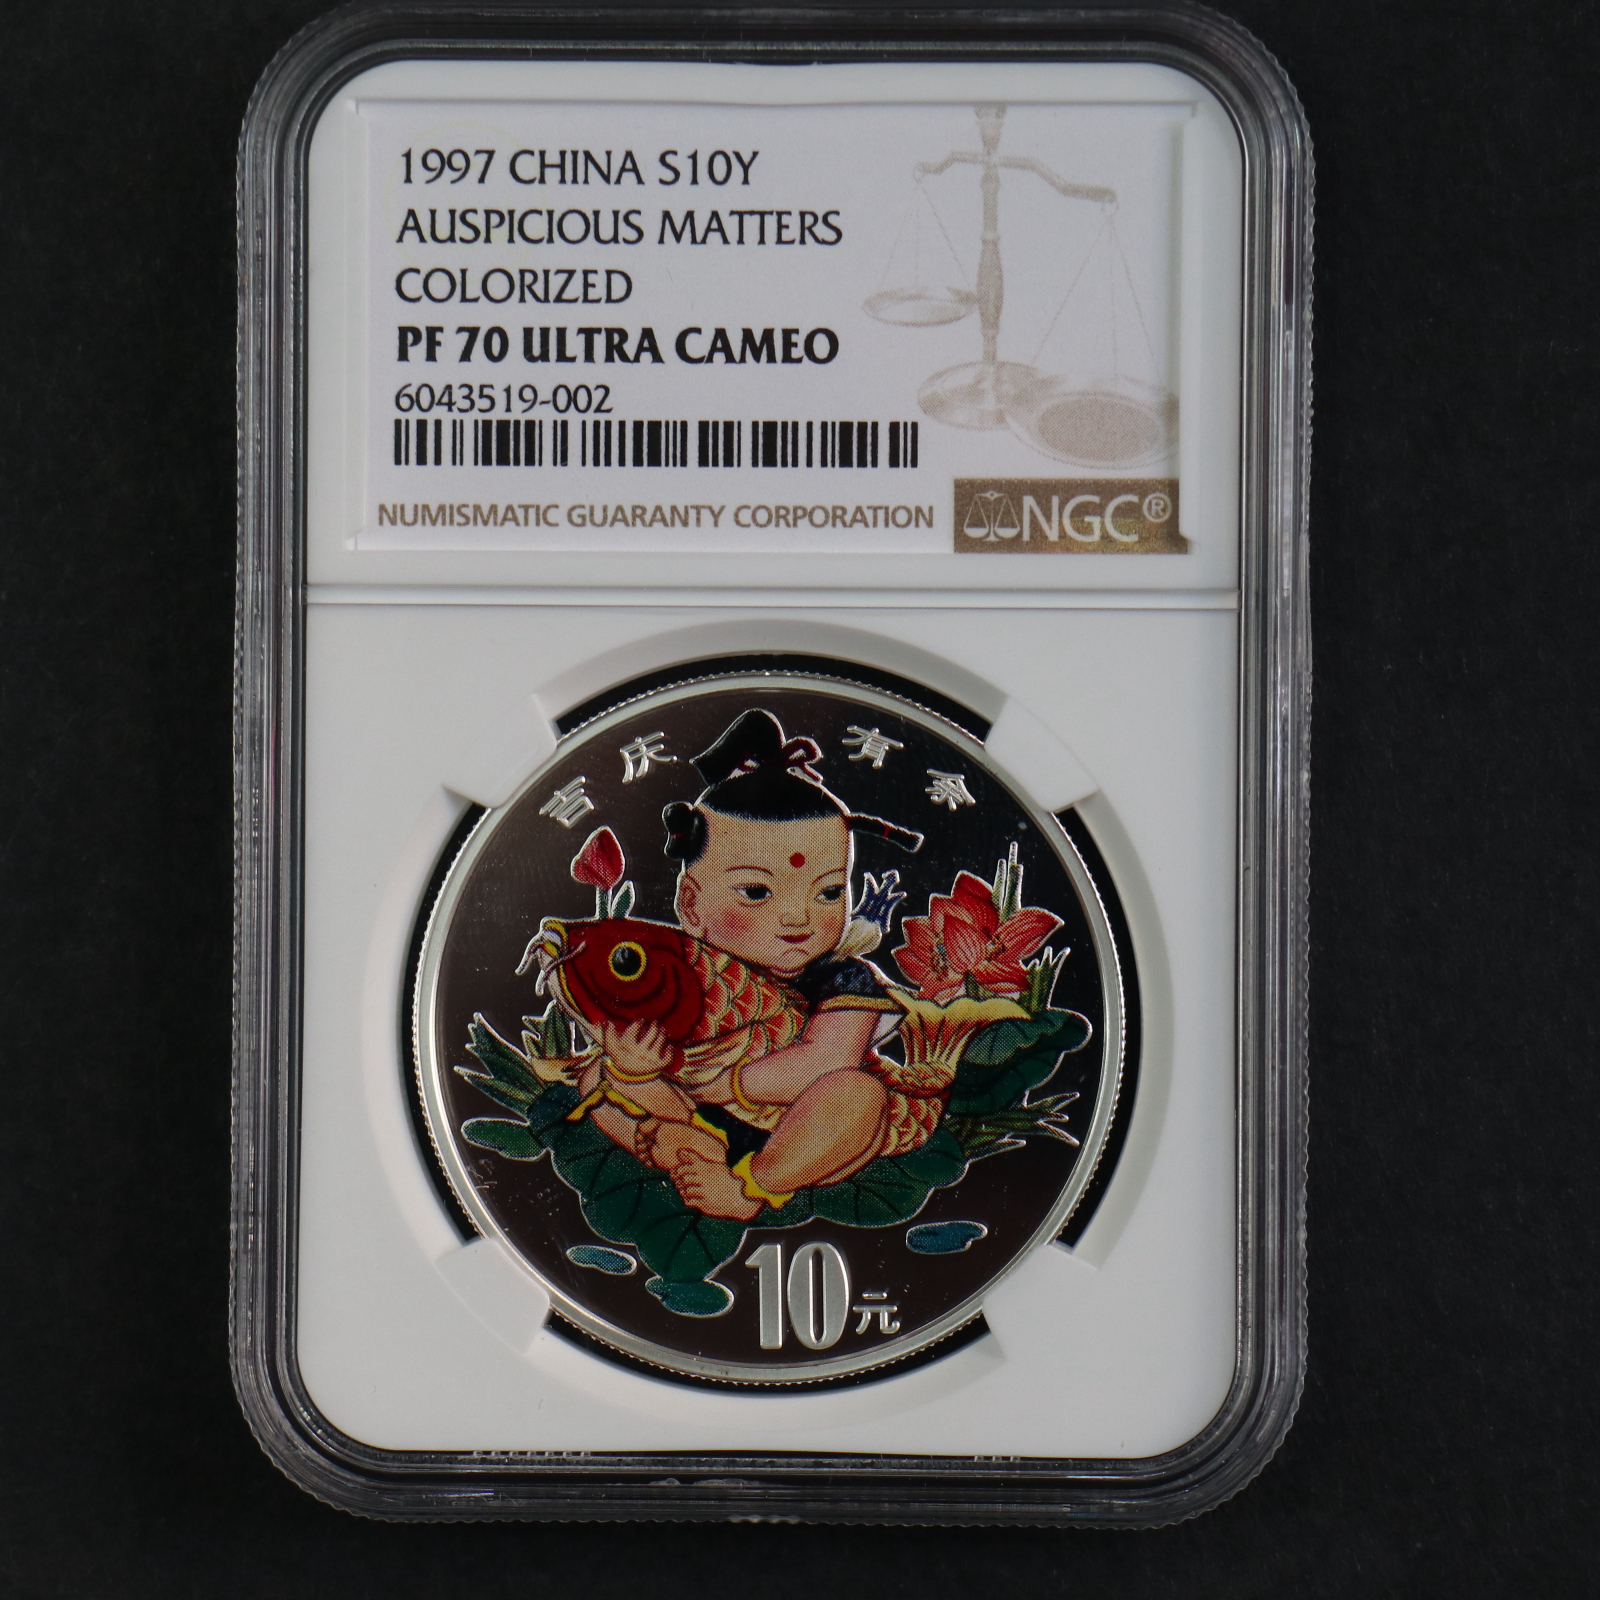 1997 CHINA S10Y
AUSPICIOUS MATTERS
COLORIZED
PF 70 ULTRA CAMEO
6043519-002
NUMISMATIC GUARANTY CORPORATION
NGC®
吉庆有余
10元